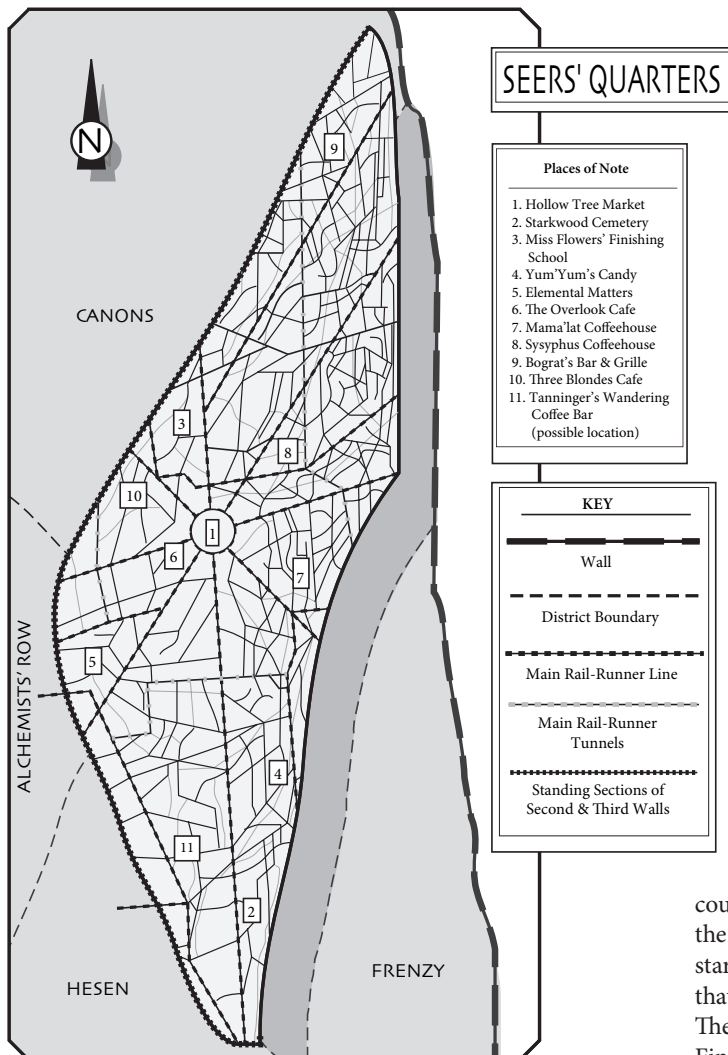 SEERS' QUARTERS
N
CANONS
ALCHEMISTS' ROW
HESEN
FRENZY
9
3
8
10
1
6
7
5
4
11
2
Places of Note
1. Hollow Tree Market
2. Starkwood Cemetery
3. Miss Flowers' Finishing
School
4. Yum'Yum's Candy
5. Elemental Matters
6. The Overlook Cafe
7. Mama'lat Coffeehouse
8. Sysyphus Coffeehouse
9. Bograt's Bar & Grille
10. Three Blondes Cafe
11. Tanninger's Wandering
Coffee Bar
(possible location)
KEY
Wall
District Boundary
Main Rail-Runner Line
Main Rail-Runner
Tunnels
Standing Sections of
Second & Third Walls
cou
the
star
that
The